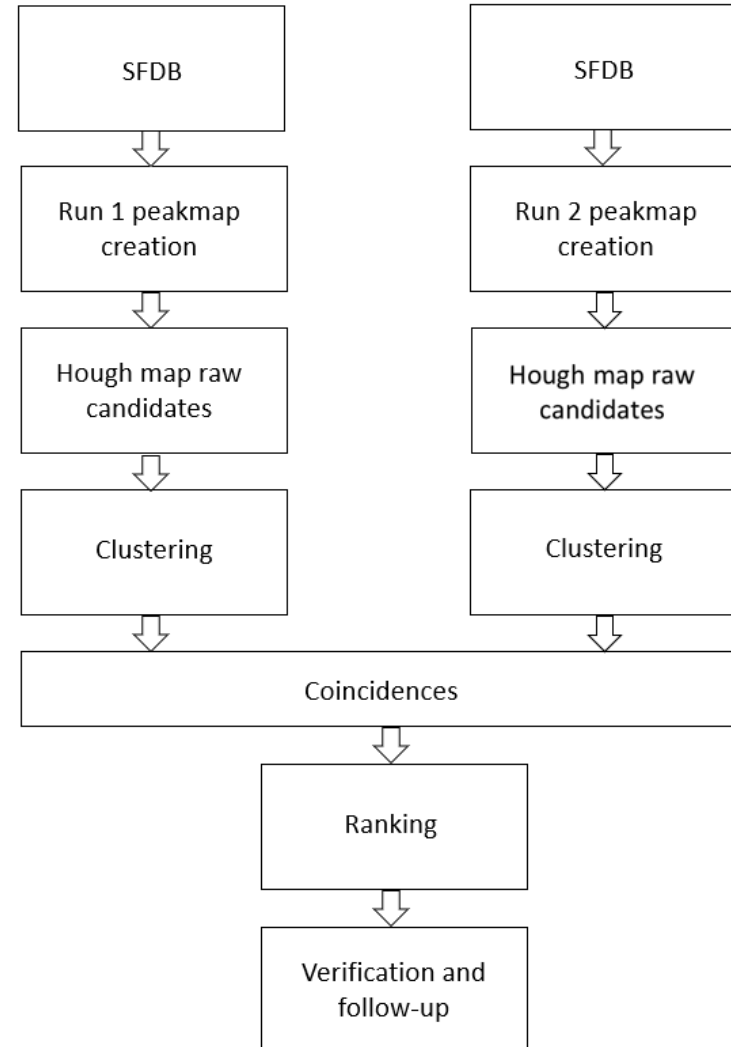 SFDB
SFDB
Run 1 peakmap
creation
Run 2 peakmap
creation
Hough map raw
candidates
Hough map raw
candidates
Clustering
Clustering
Coincidences
Ranking
Verification and
follow-up